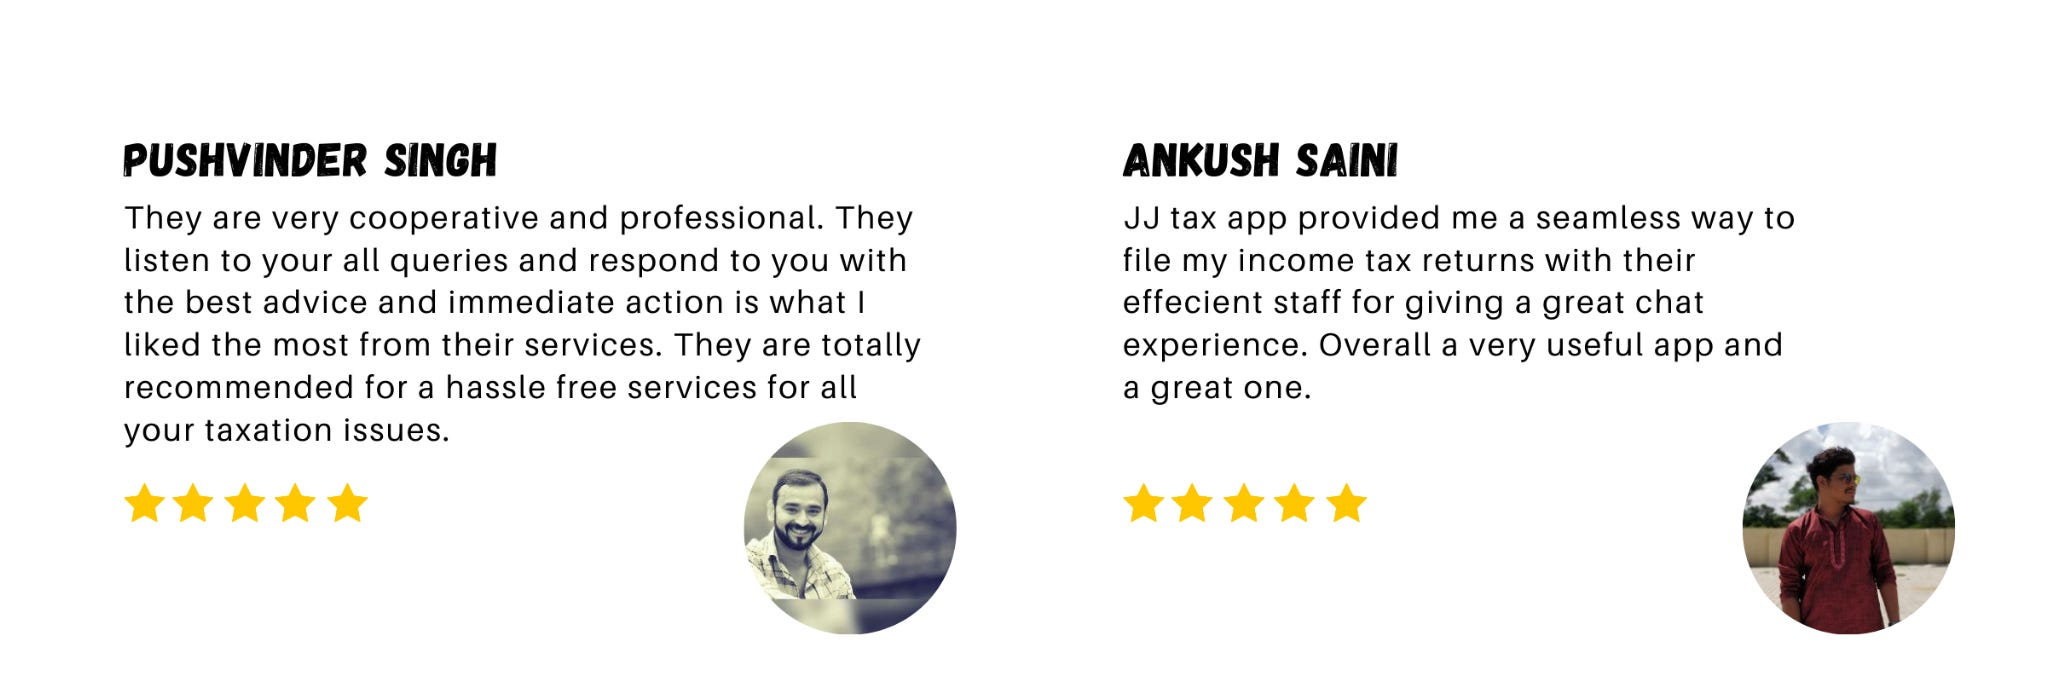 PUSHVINDER SINGH
They are very cooperative and professional. They
listen to your all queries and respond to you with
the best advice and immediate action is what I
liked the most from their services. They are totally
recommended for a hassle free services for all
your taxation issues.
ANKUSH SAINI
JJ tax app provided me a seamless way to
file my income tax returns with their
effecient staff for giving a great chat
experience. Overall a very useful app and
a great one.